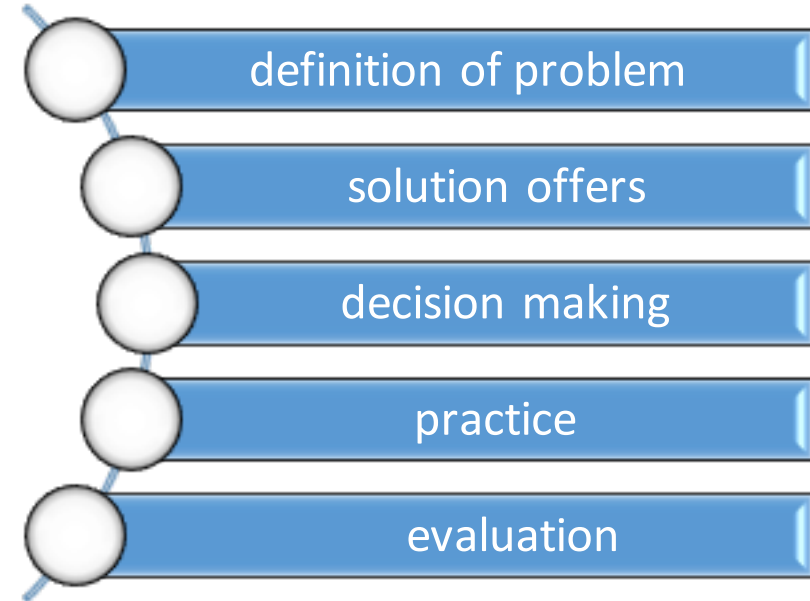 definition of problem
solution offers
decision making
practice
evaluation